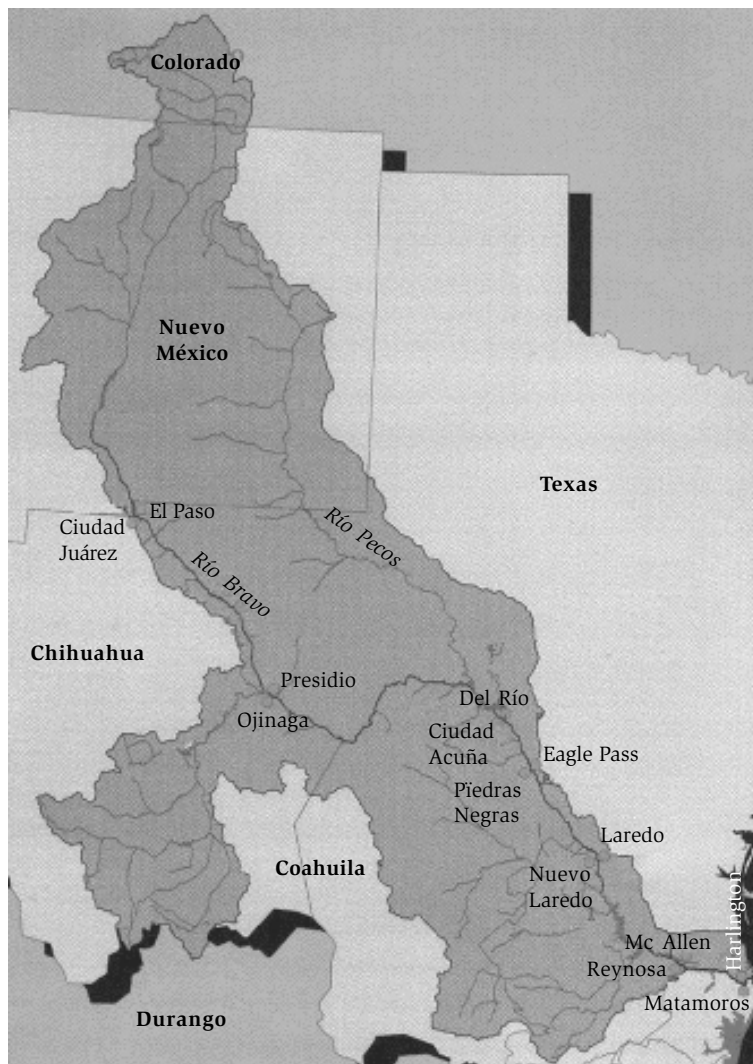 Colorado
Nuevo
México
Texas
El Paso
Ciudad
Juárez
Río Pecos
Río Bravo
Chihuahua
Presidio
Del Río
Ojinaga
Ciudad
Acuña
Eagle Pass
Pïedras
Negras
Laredo
Coahuila
Nuevo
Laredo
Harlington
Mc Allen
Reynosa
Matamoros
Durango